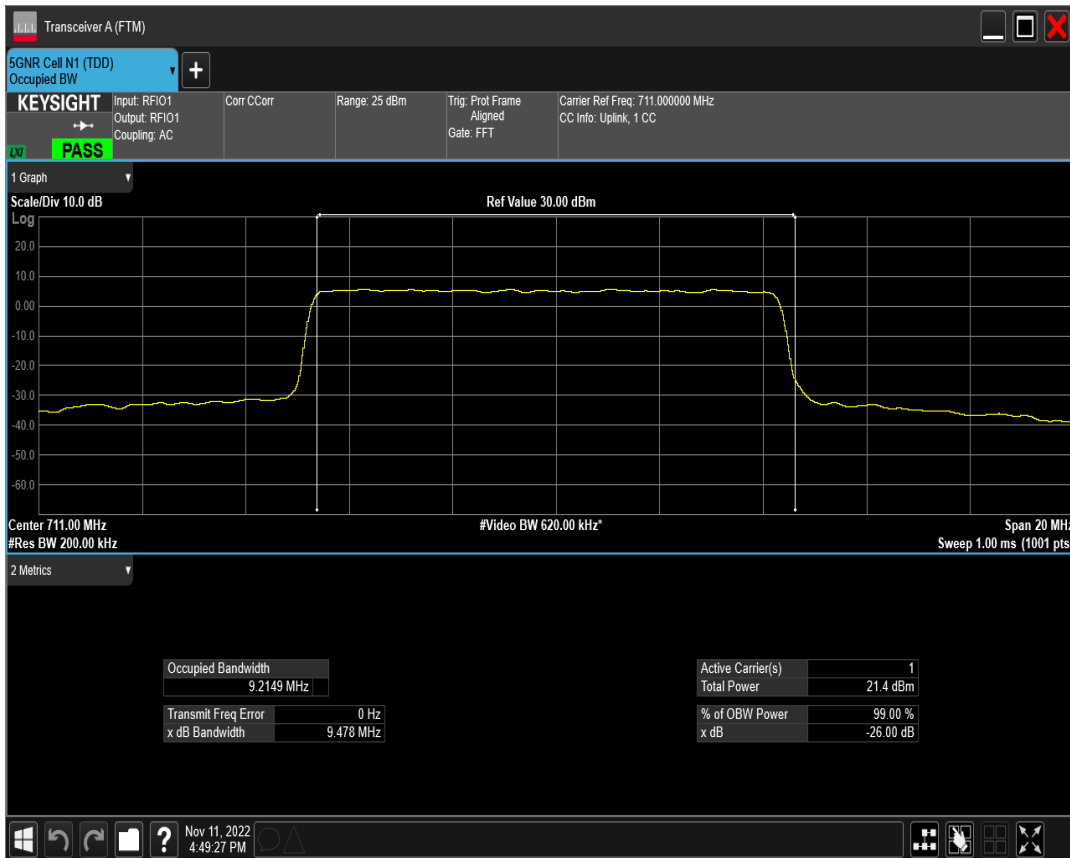 Transceiver A (FTM)
5GNR Cell N1 (TDD)
Occupied BW
+
KEYSIGHT
LXI
PASS
Input: RFIO1
Output: RFIO1
Coupling: AC
Corr CCorr
Range: 25 dBm
Trig: Prot Frame
Aligned
Gate: FFT
Carrier Ref Freq: 711.000000 MHz
CC Info: Uplink, 1 CC
1 Graph
Scale/Div 10.0 dB
Ref Value 30.00 dBm
Log
20.0
10.0
0.00
-10.0
-20.0
-30.0
-40.0
-50.0
-60.0
Center 711.00 MHz
#Video BW 620.00 kHz*
Span 20 MHz
#Res BW 200.00 kHz
Sweep 1.00 ms (1001 pts
2 Metrics
Occupied Bandwidth
9.2149 MHz
Transmit Freq Error 0 Hz
x dB Bandwidth 9.478 MHz
Active Carrier(s) 1
Total Power 21.4 dBm
% of OBW Power 99.00 %
x dB -26.00 dB
?
Nov 11, 2022
4:49:27 PM